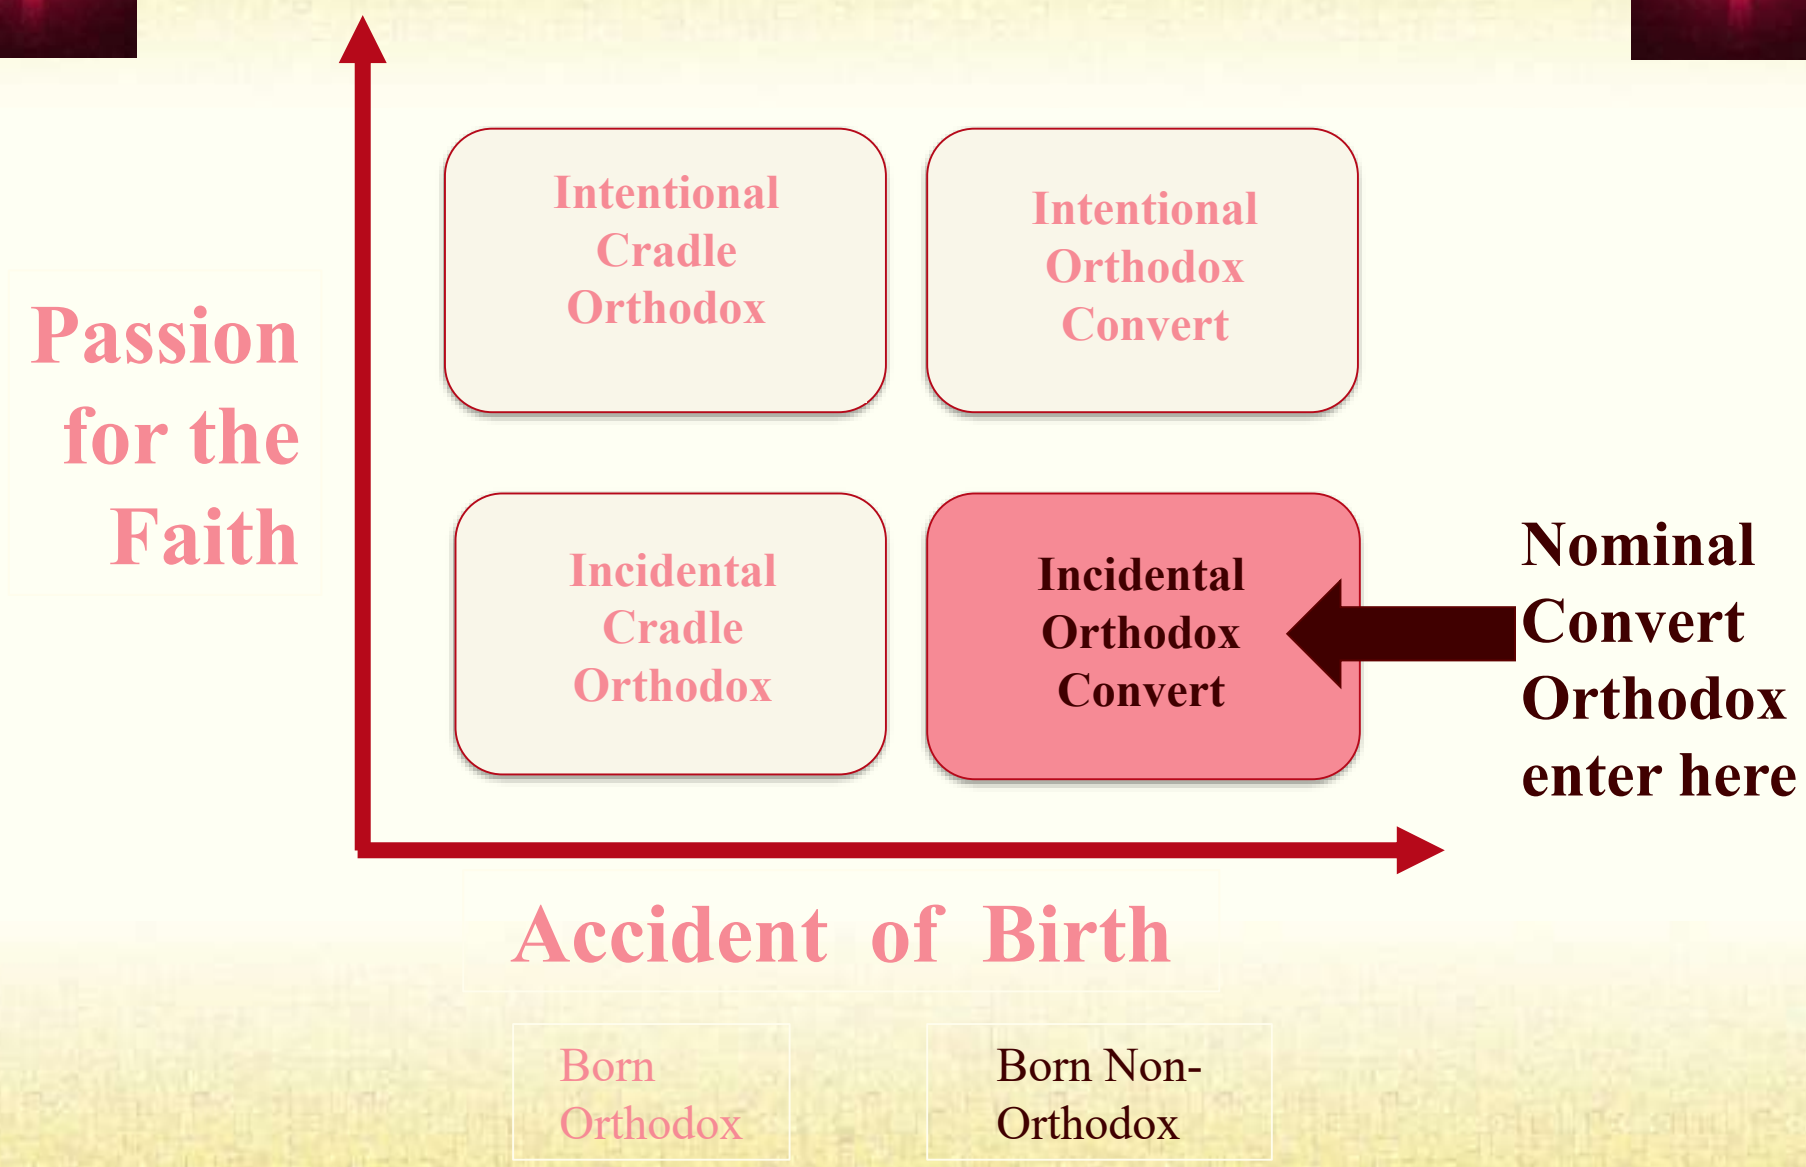 Passion
for the
Faith
Intentional
Cradle
Orthodox
Intentional
Orthodox
Convert
Incidental
Cradle
Orthodox
Incidental
Orthodox
Convert
Nominal
Convert
Orthodox
enter here
Accident of Birth
Born
Orthodox
Born Non-
Orthodox